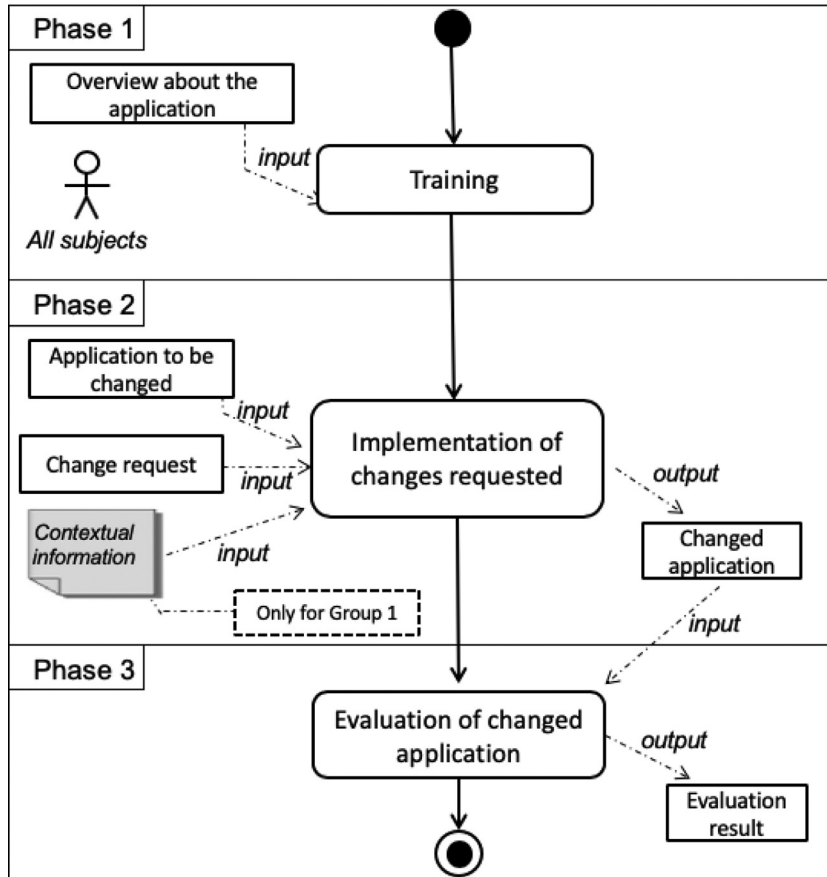 Phase 1
Overview about the
application
input
Training
All subjects
Phase 2
Application to be
changed
input
Change request
input
Implementation of
changes requested
output
Contextual
information
input
Changed
application
Only for Group 1
input
Phase 3
Evaluation of changed
application
output
Evaluation
result